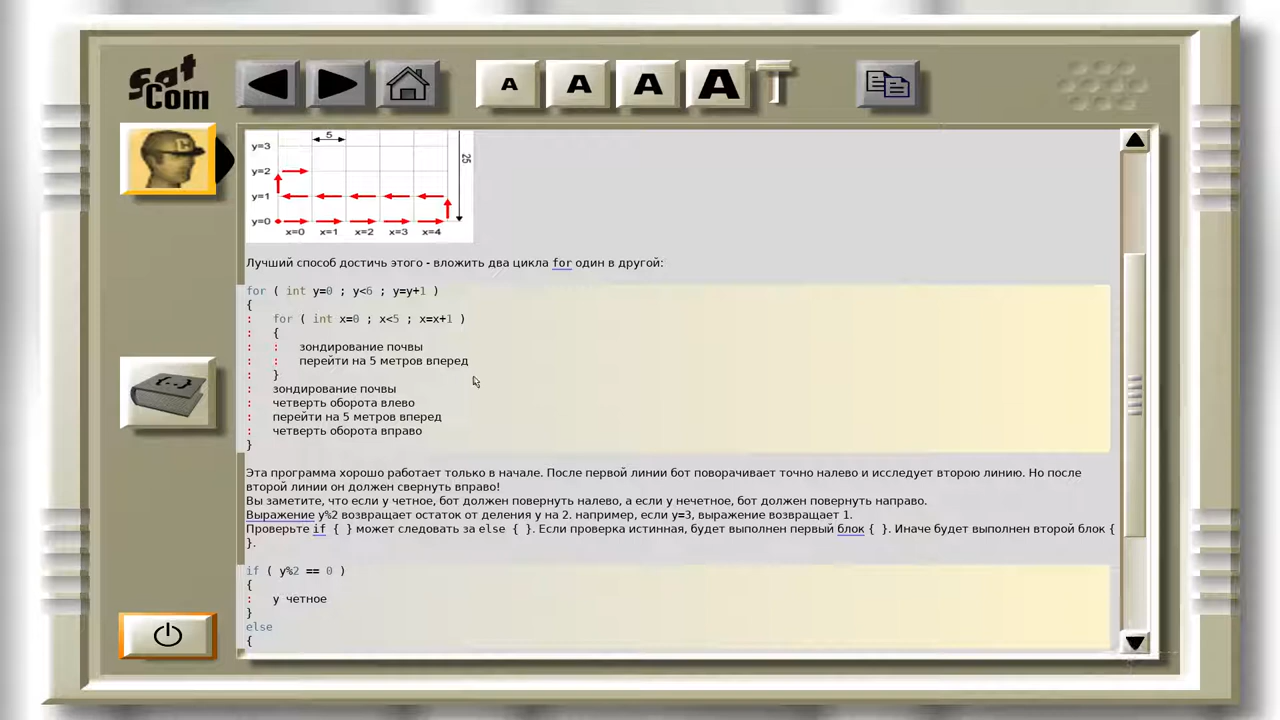 Sat
Com
A A A A T
y=3
5
25
y=2
y=1
y=0
x=0 x=1 x=2 x=3 x=4
Лучший способ достичь этого - вложить два цикла for один в другой:
for ( int y=0 ; y<6 ; y=y+1 )
{
: for ( int x=0 ; x<5 ; x=x+1 )
: {
: : зондирование почвы
: : перейти на 5 метров вперед
: }
: зондирование почвы
: четверть оборота влево
: перейти на 5 метров вперед
: четверть оборота вправо
}
Эта программа хорошо работает только в начале. После первой линии бот поворачивает точно налево и исследует второю линию. Но после
второй линии он должен свернуть вправо!
Вы заметите, что если y четное, бот должен повернуть налево, а если y нечетное, бот должен повернуть направо.
Выражение y%2 возвращает остаток от деления y на 2. например, если y=3, выражение возвращает 1.
Проверьте if { } может следовать за else { }. Если проверка истинная, будет выполнен первый блок { }. Иначе будет выполнен второй блок {
}.
if ( y%2 == 0 )
{
: y четное
}
else
{
{..}
H